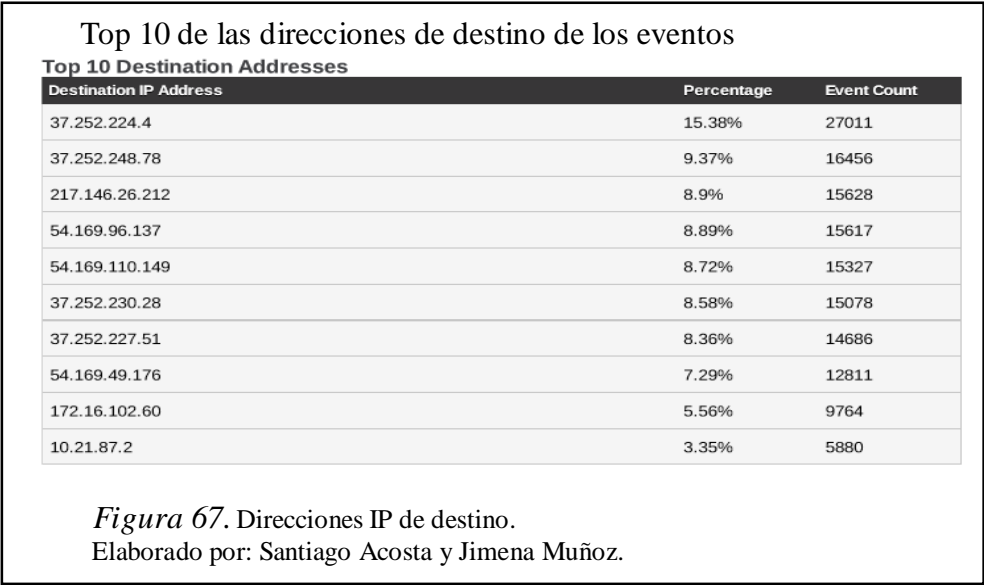 Top 10 de las direcciones de destino de los eventos
Top 10 Destination Addresses
Destination IP Address Percentage Event Count
37.252.224.4 15.38% 27011
37.252.248.78 9.37% 16456
217.146.26.212 8.9% 15628
54.169.96.137 8.89% 15617
54.169.110.149 8.72% 15327
37.252.230.28 8.58% 15078
37.252.227.51 8.36% 14686
54.169.49.176 7.29% 12811
172.16.102.60 5.56% 9764
10.21.87.2 3.35% 5880
Figura 67. Direcciones IP de destino.
Elaborado por: Santiago Acosta y Jimena Muñoz.